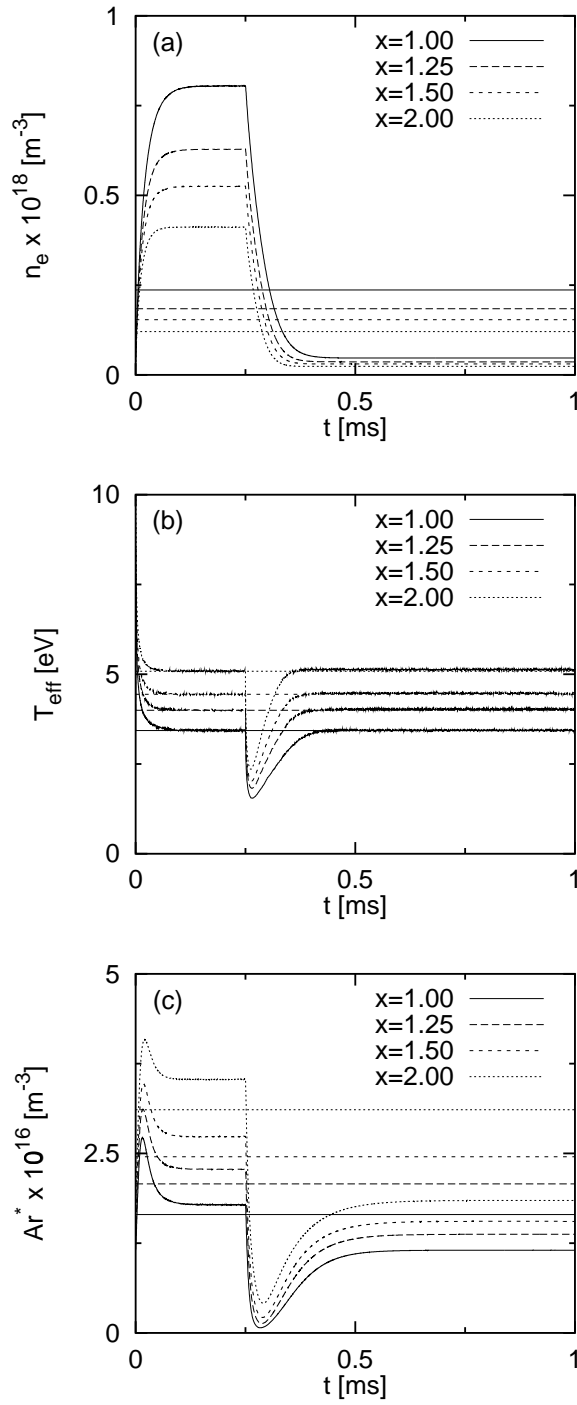 1
(a)
x=1.00
x=1.25
x=1.50
x=2.00
n_e x 10^18 [m^-3]
0.5
0
0
0.5
1
t [ms]
10
(b)
x=1.00
x=1.25
x=1.50
x=2.00
T_eff [eV]
5
0
0
0.5
1
t [ms]
5
(c)
x=1.00
x=1.25
x=1.50
x=2.00
Ar^* x 10^16 [m^-3]
2.5
0
0
0.5
1
t [ms]